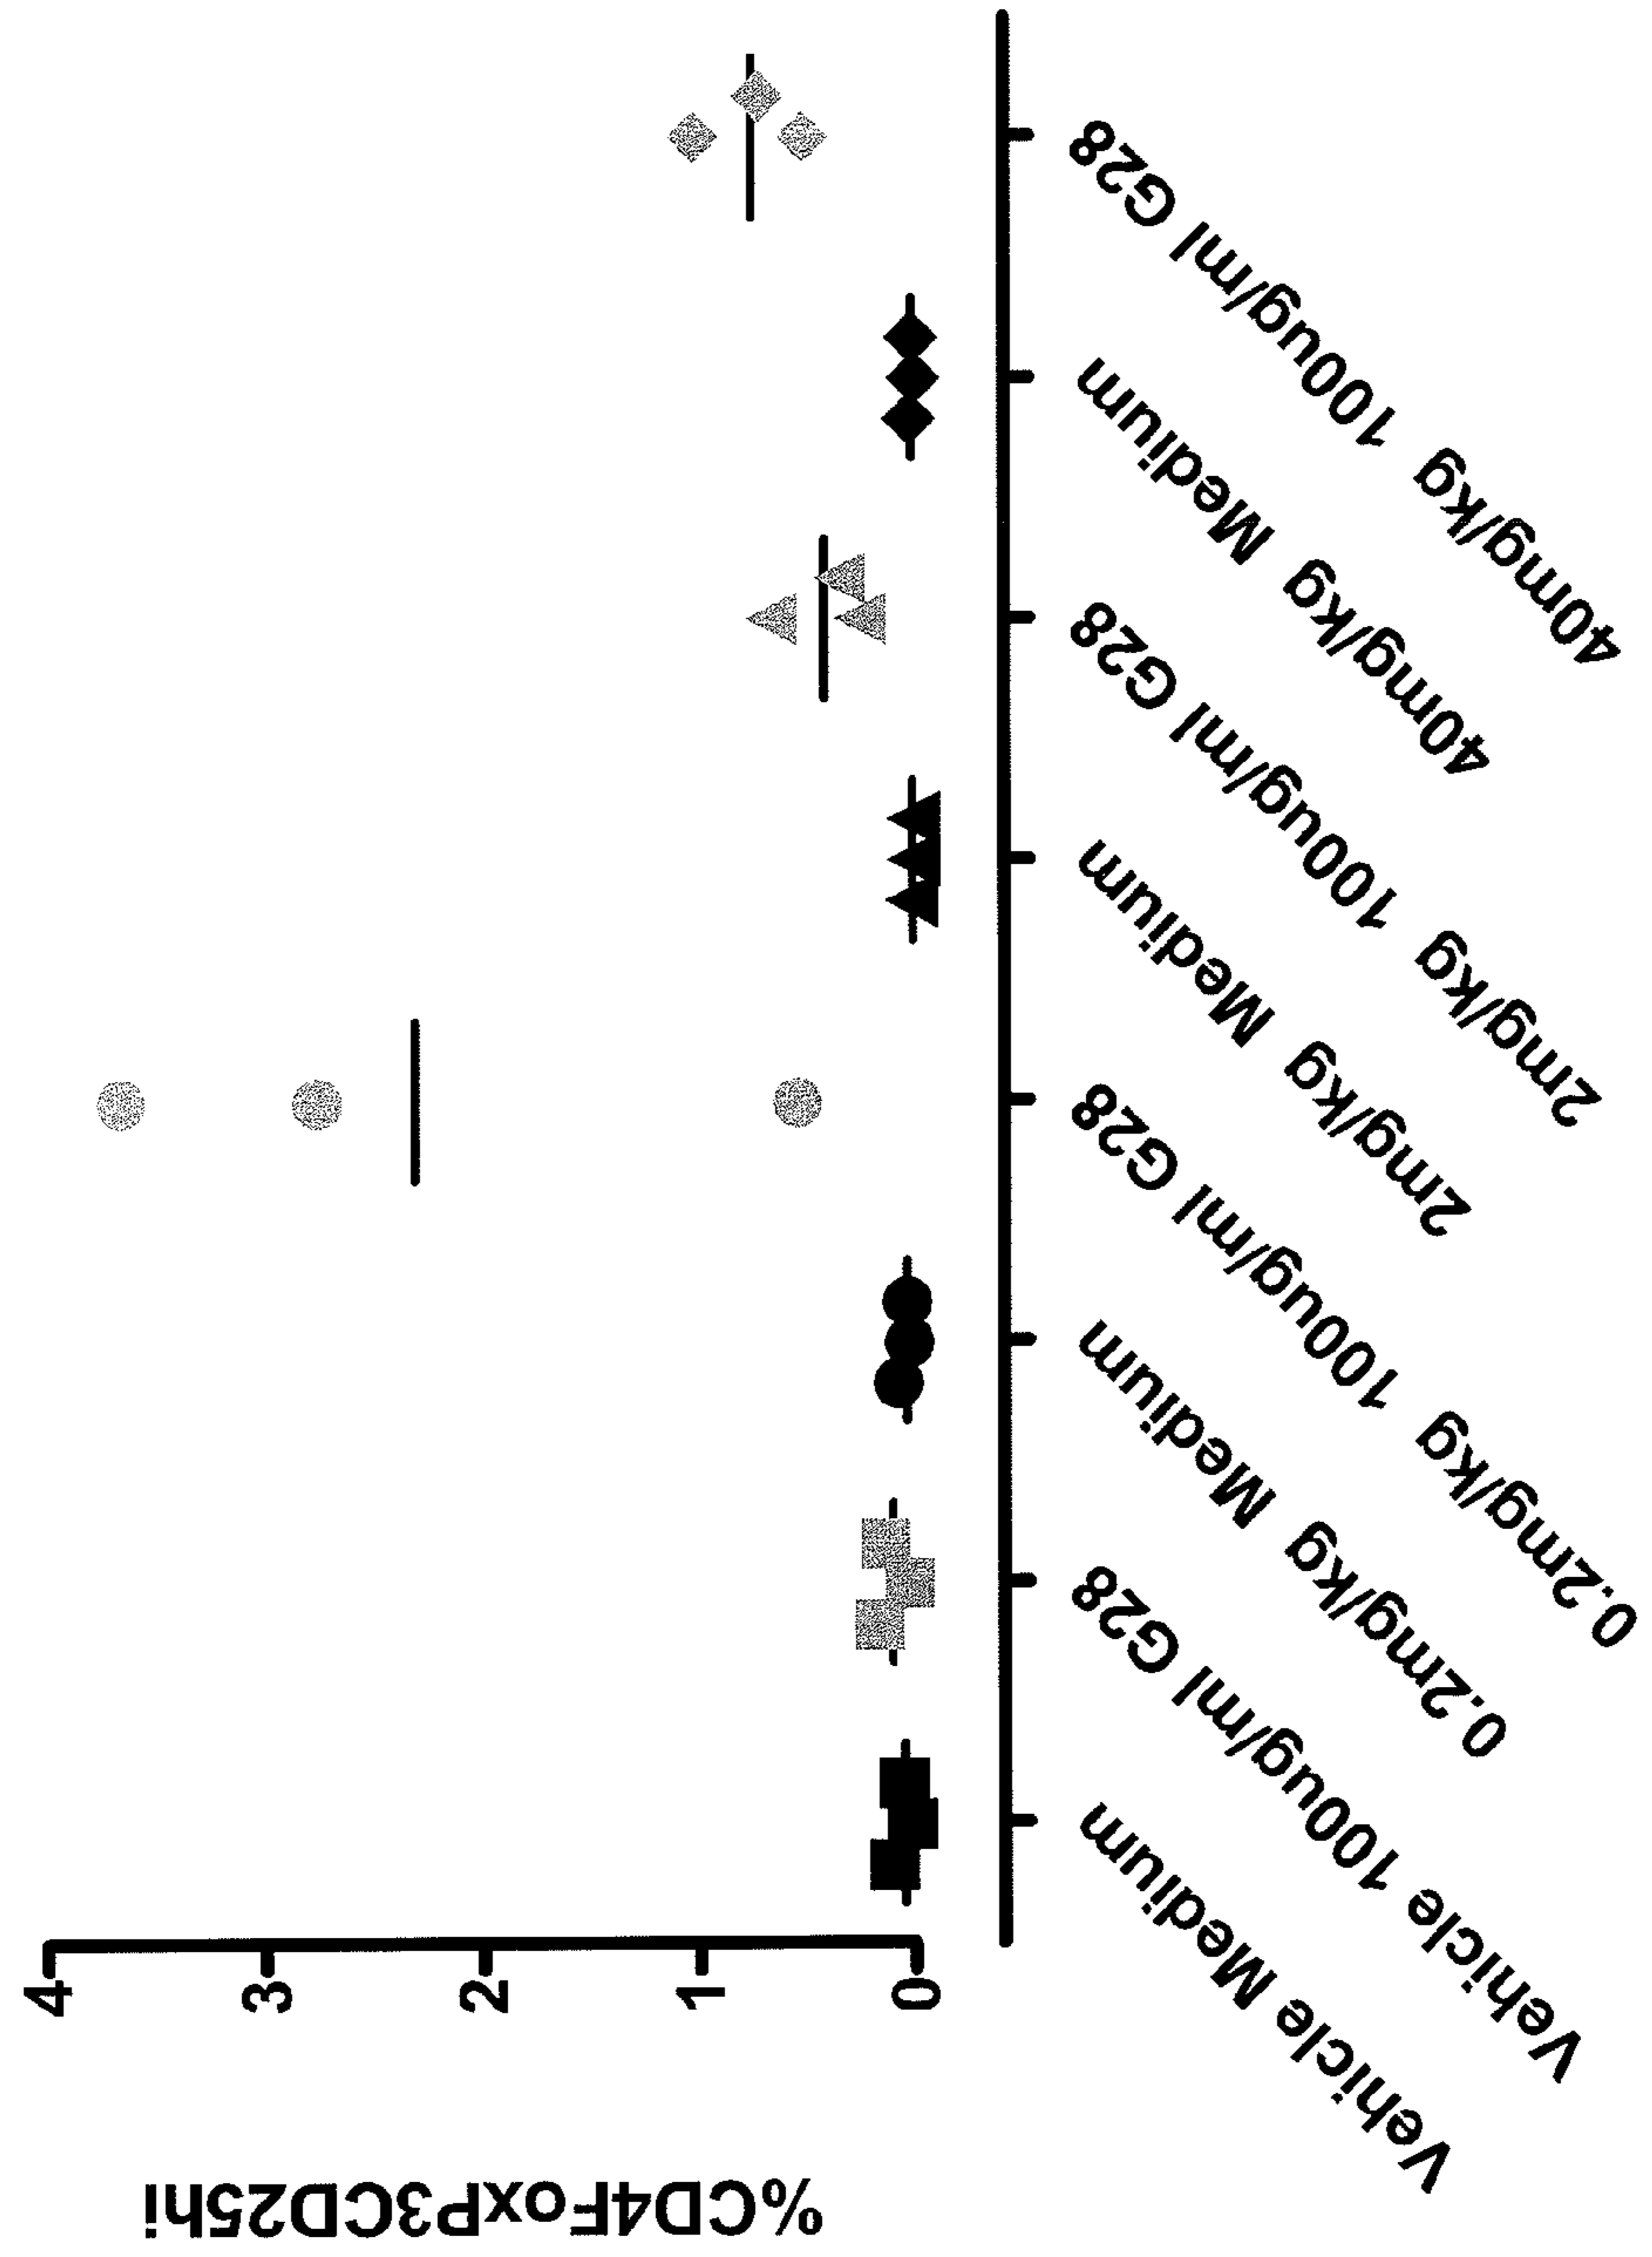 %CD4FoxP3CD25hi
4
3
2
1
0
Vehicle Medium
Vehicle 100ug/ml G28
0.2mg/kg Medium
0.2mg/kg 100ug/ml G28
2mg/kg Medium
2mg/kg 100ug/ml G28
40mg/kg Medium
40mg/kg 100ug/ml G28